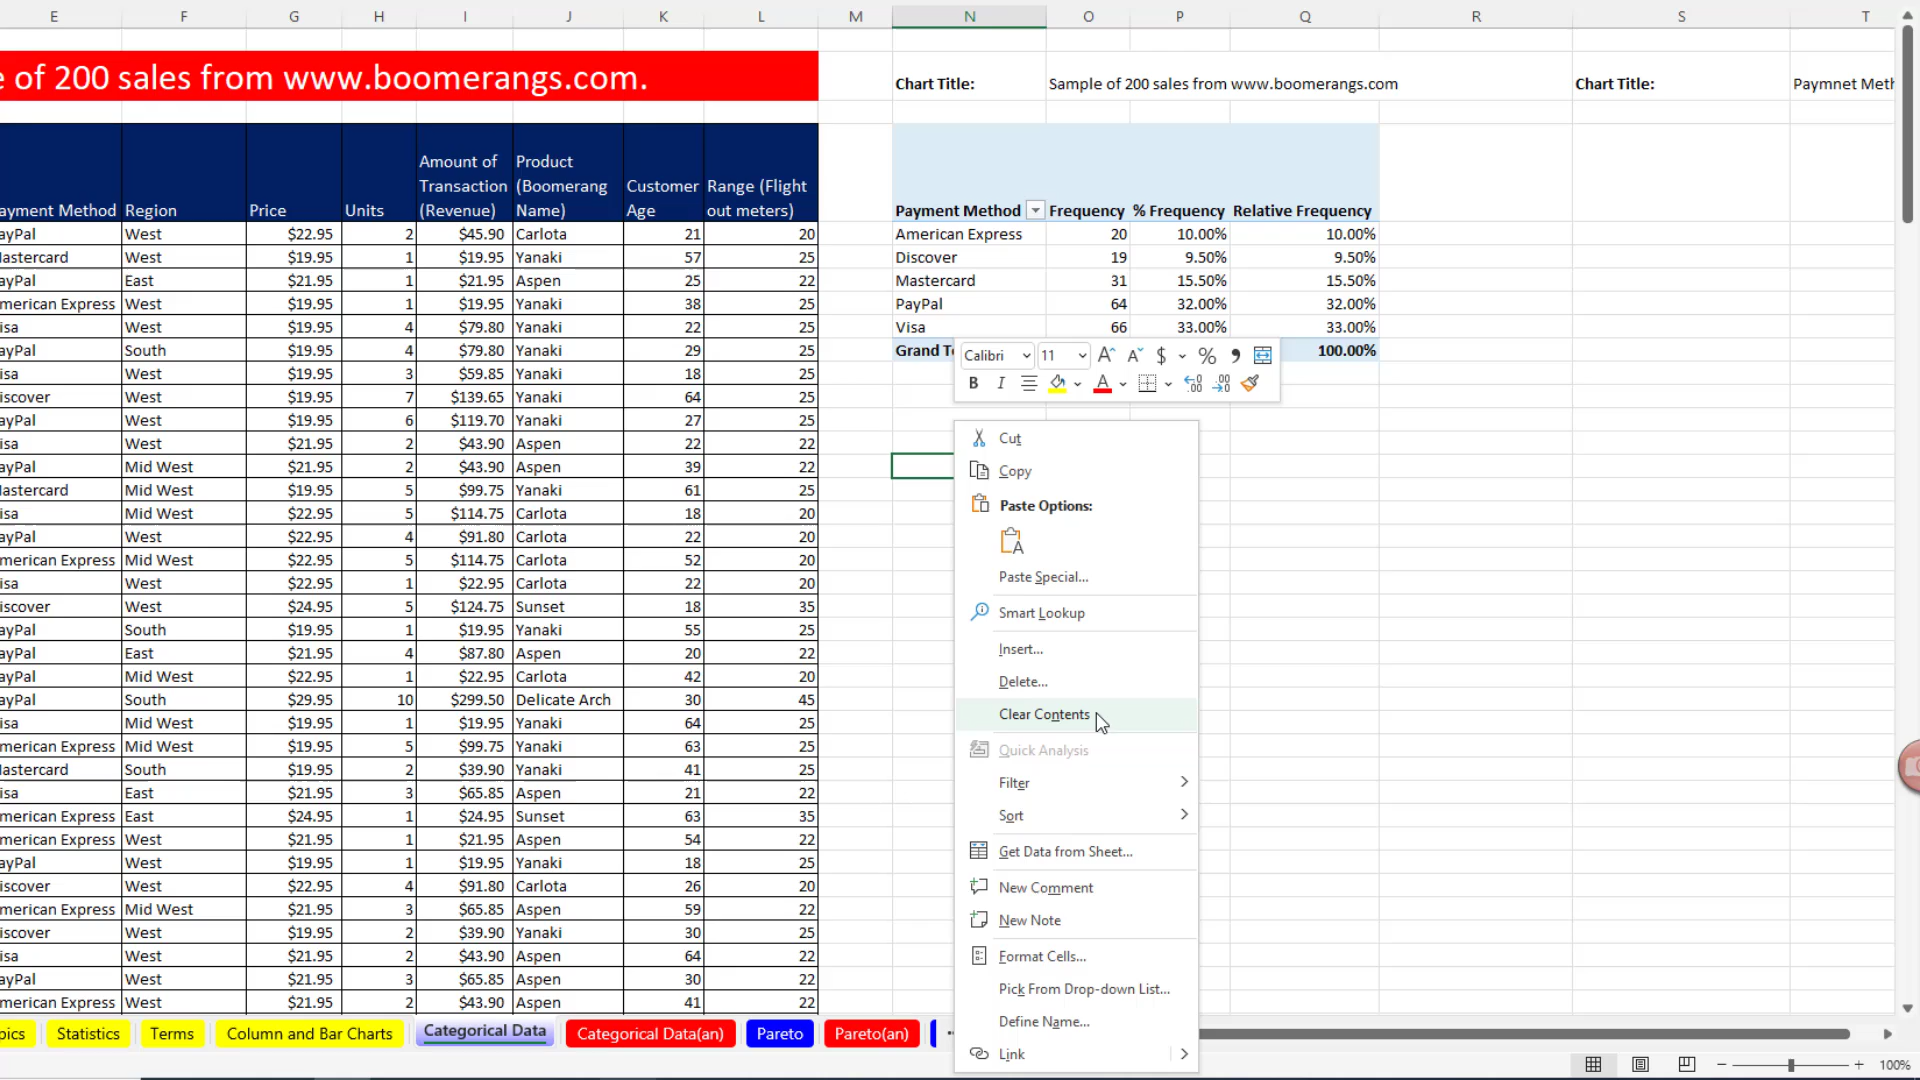 E F G H I J K L M N O P Q R S T
e of 200 sales from www.boomerangs.com.
Chart Title: Sample of 200 sales from www.boomerangs.com Chart Title: Paymnet Meth
ayment Method Region Price Units Amount of Transaction (Revenue) Product (Boomerang Name) Customer Age Range (Flight out meters)
Payment Method Frequency % Frequency Relative Frequency
ayPal West $22.95 2 $45.90 Carlota 21 20 American Express 20 10.00% 10.00%
lastercard West $19.95 1 $19.95 Yanaki 57 25 Discover 19 9.50% 9.50%
ayPal East $21.95 1 $21.95 Aspen 25 22 Mastercard 31 15.50% 15.50%
merican Express West $19.95 1 $19.95 Yanaki 38 25 PayPal 64 32.00% 32.00%
isa West $19.95 4 $79.80 Yanaki 22 25 Visa 66 33.00% 33.00%
ayPal South $19.95 4 $79.80 Yanaki 29 25 Grand T 100.00%
isa West $19.95 3 $59.85 Yanaki 18 25
iscover West $19.95 7 $139.65 Yanaki 64 25
ayPal West $19.95 6 $119.70 Yanaki 27 25
isa West $21.95 2 $43.90 Aspen 22 22
ayPal Mid West $21.95 2 $43.90 Aspen 39 22
lastercard Mid West $19.95 5 $99.75 Yanaki 61 25
isa Mid West $22.95 5 $114.75 Carlota 18 20
ayPal West $22.95 4 $91.80 Carlota 22 20
merican Express Mid West $22.95 5 $114.75 Carlota 52 20
isa West $22.95 1 $22.95 Carlota 22 20
iscover West $24.95 5 $124.75 Sunset 18 35
ayPal South $19.95 1 $19.95 Yanaki 55 25
ayPal East $21.95 4 $87.80 Aspen 20 22
ayPal Mid West $22.95 1 $22.95 Carlota 42 20
ayPal South $29.95 10 $299.50 Delicate Arch 30 45
isa Mid West $19.95 1 $19.95 Yanaki 64 25
merican Express Mid West $19.95 5 $99.75 Yanaki 63 25
lastercard South $19.95 2 $39.90 Yanaki 41 25
isa East $21.95 3 $65.85 Aspen 21 22
merican Express East $24.95 1 $24.95 Sunset 63 35
merican Express West $21.95 1 $21.95 Aspen 54 22
ayPal West $19.95 1 $19.95 Yanaki 18 25
iscover West $22.95 4 $91.80 Carlota 26 20
merican Express Mid West $21.95 3 $65.85 Aspen 59 22
iscover West $19.95 2 $39.90 Yanaki 30 25
isa West $21.95 2 $43.90 Aspen 64 22
ayPal West $21.95 3 $65.85 Aspen 30 22
merican Express West $21.95 2 $43.90 Aspen 41 22
Calibri 11 A A $ % ,
B I A .00 .00
Cut
Copy
Paste Options:
Paste Special...
Smart Lookup
Insert...
Delete...
Clear Contents
Quick Analysis
Filter
Sort
Get Data from Sheet...
New Comment
New Note
Format Cells...
Pick From Drop-down List...
Define Name...
Link
pics Statistics Terms Column and Bar Charts Categorical Data Categorical Data(an) Pareto Pareto(an) ...
100%